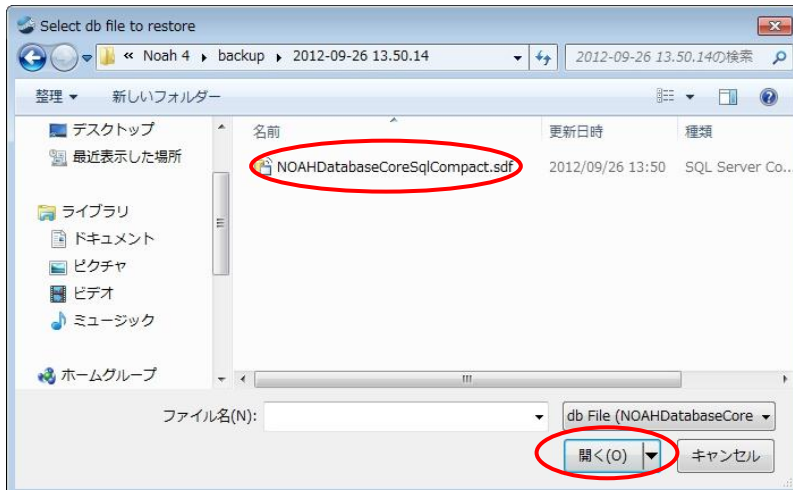 Select db file to restore
« Noah 4 ▸ backup ▸ 2012-09-26 13.50.14
2012-09-26 13.50.14の検索
整理 ▼ 新しいフォルダー
デスクトップ
最近表示した場所
ライブラリ
ドキュメント
ピクチャ
ビデオ
ミュージック
ホームグループ
名前 更新日時 種類
NOAHDatabaseCoreSqlCompact.sdf 2012/09/26 13:50 SQL Server Co...
ファイル名(N):
db File (NOAHDatabaseCore
開く(O) キャンセル